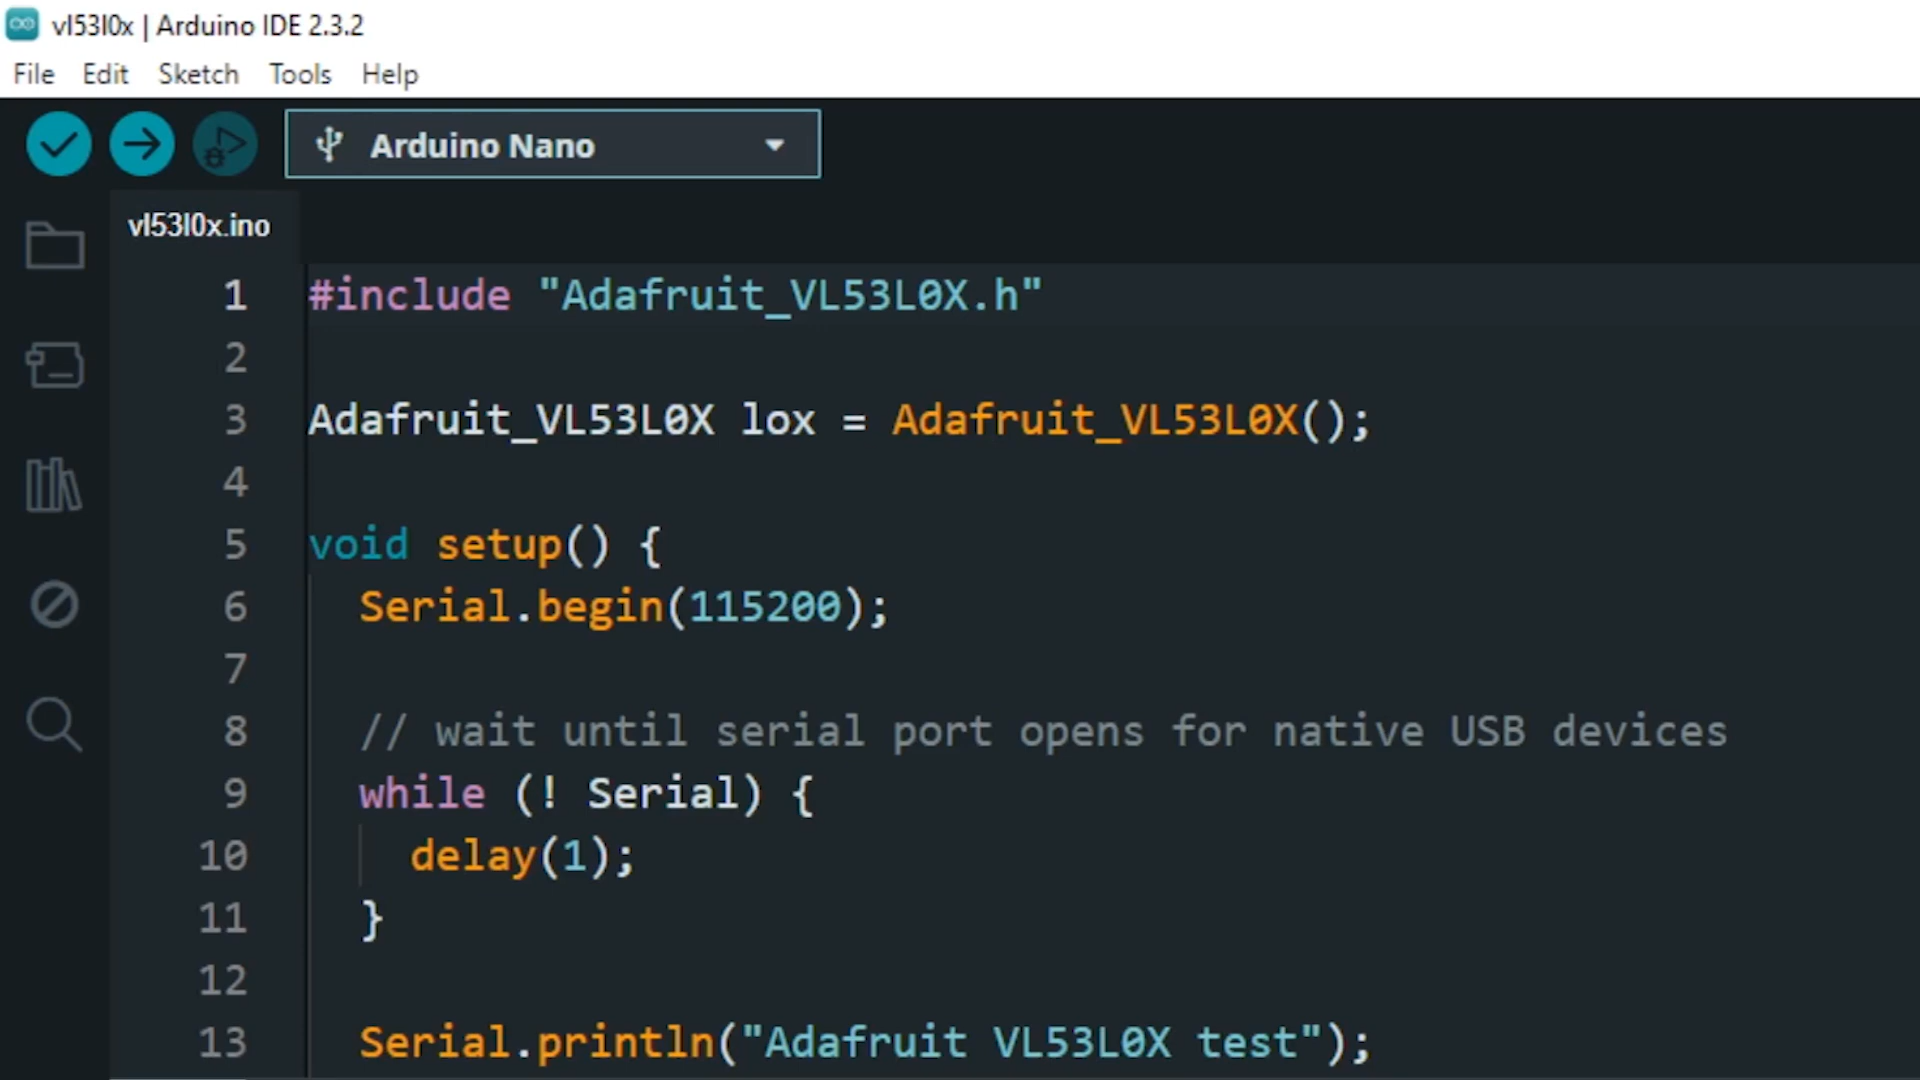 vl53l0x | Arduino IDE 2.3.2
File Edit Sketch Tools Help
Arduino Nano
vl53l0x.ino
1 #include "Adafruit_VL53L0X.h"
2
3 Adafruit_VL53L0X lox = Adafruit_VL53L0X();
4
5 void setup() {
6 Serial.begin(115200);
7
8 // wait until serial port opens for native USB devices
9 while (! Serial) {
10 delay(1);
11 }
12
13 Serial.println("Adafruit VL53L0X test");